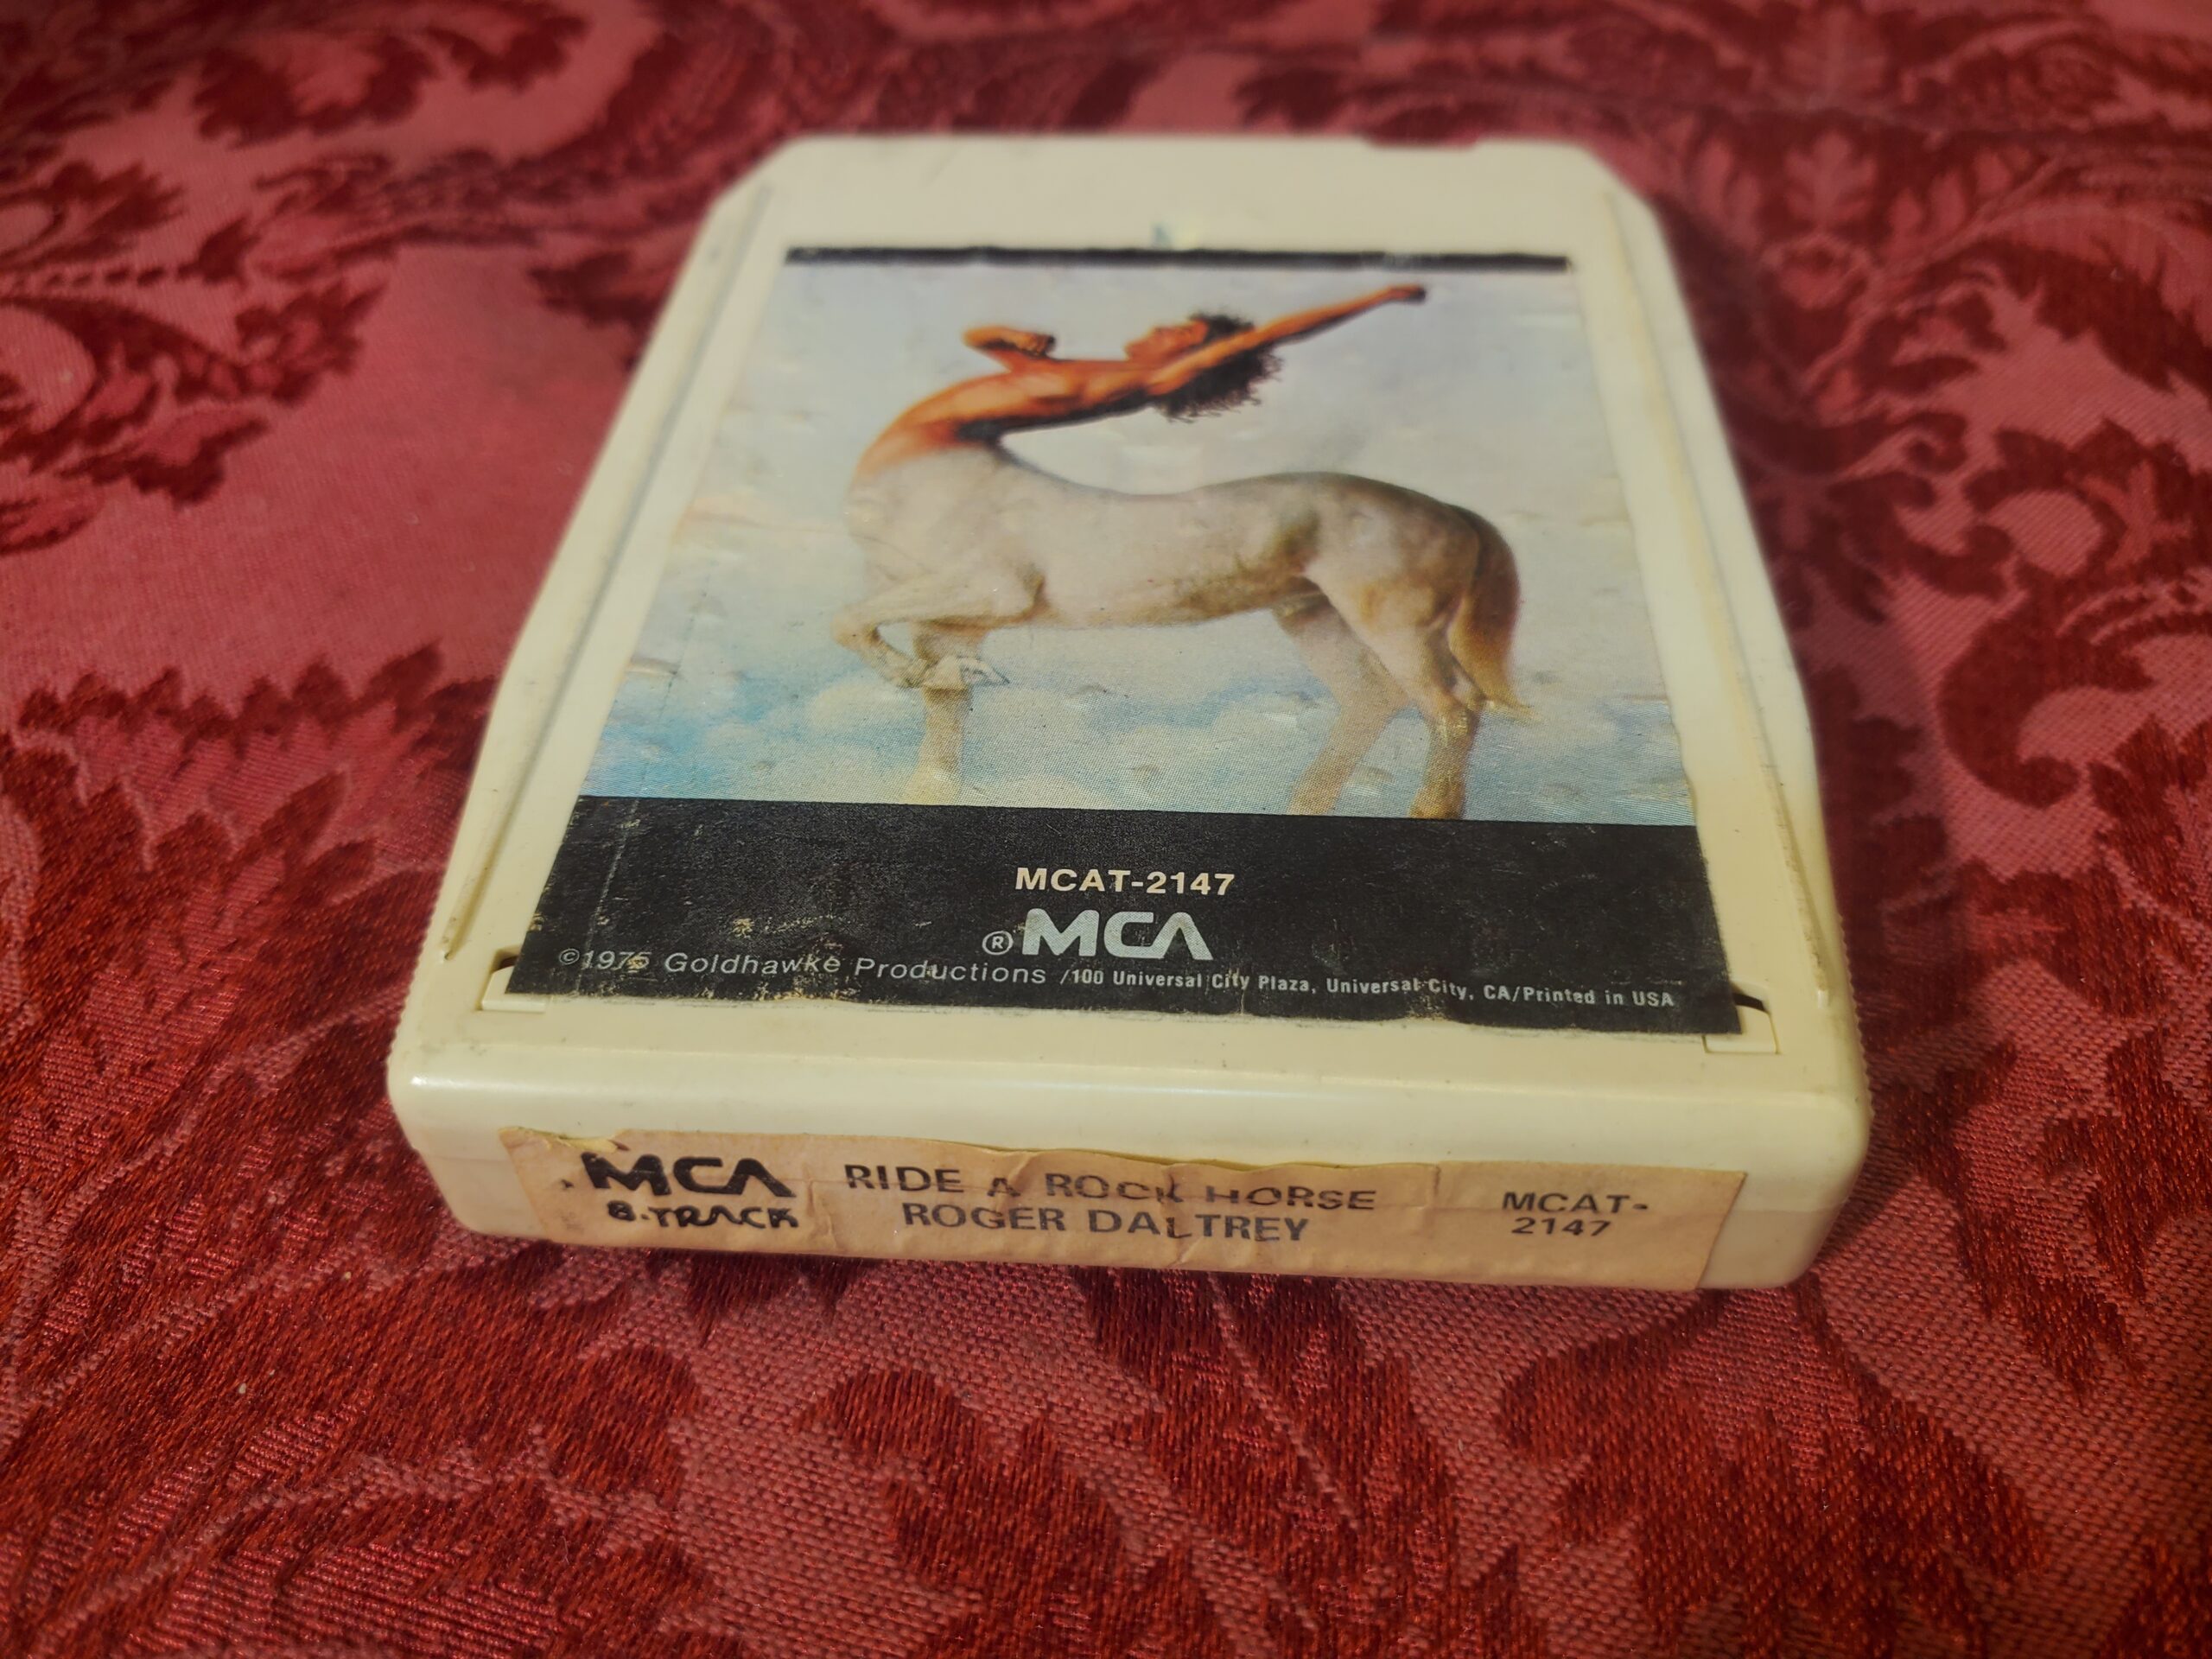 MCAT-2147
®MCA
©1975 Goldhawke Productions /100 Universal City Plaza, Universal City, CA/Printed in USA
MCA RIDE A ROCK HORSE MCAT-
8·TRACK ROGER DALTREY 2147